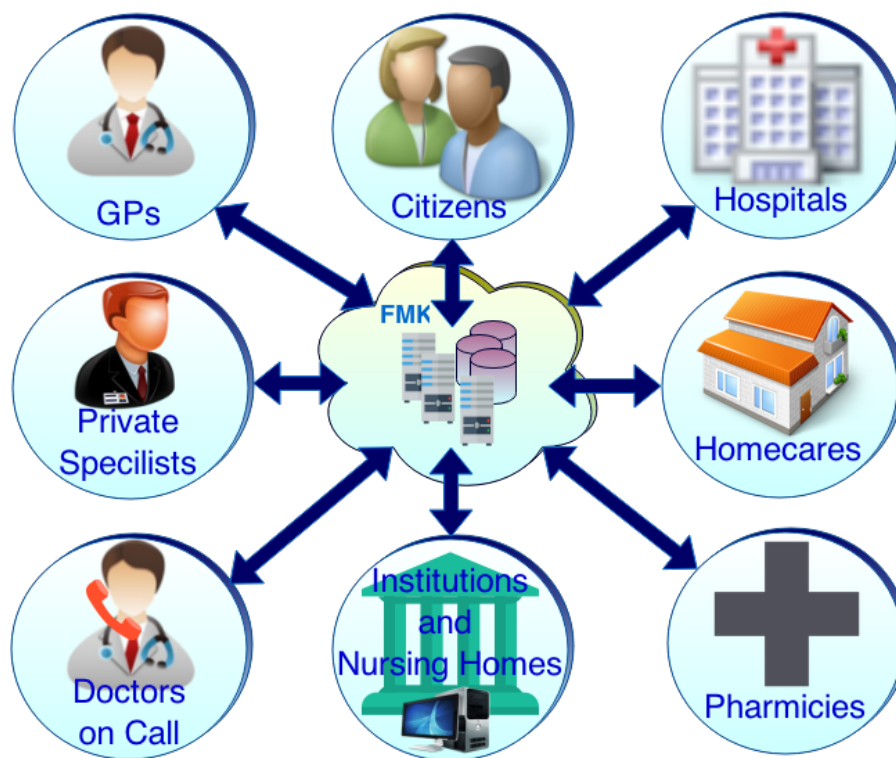 GPs
Citizens
Hospitals
FMK
Private
Specilists
Homecares
Doctors
on Call
Institutions
and
Nursing Homes
Pharmicies